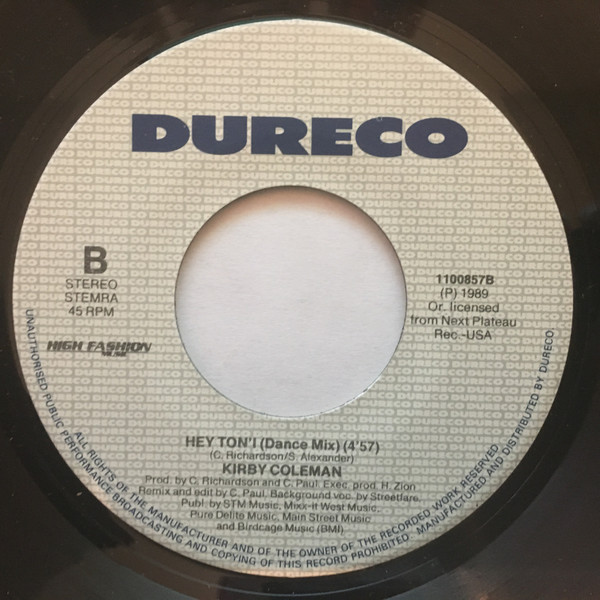 DURECO
B
STEREO
STEMRA
45 RPM
HIGH FASHION
MUSIC
1100857B
(P) 1989
Or. licensed
from Next Plateau
Rec.-USA
HEY TON'I (Dance Mix) (4'57)
(C. Richardson/S. Alexander)
KIRBY COLEMAN
Prod. by C. Richardson and C. Paul. Exec. prod. H. Zion
Remix and edit by C. Paul. Background voc. by Streetfare.
Publ. by STM Music, Mixx-it West Music.
Pure Delite Music, Main Street Music
and Birdcage Music (BMI).
ALL RIGHTS OF THE MANUFACTURER AND OF THE OWNER OF THE RECORDED WORK RESERVED
UNAUTHORISED PUBLIC PERFORMANCE BROADCASTING AND COPYING OF THIS RECORD PROHIBITED MANUFACTURED AND DISTRIBUTED BY DURECO.